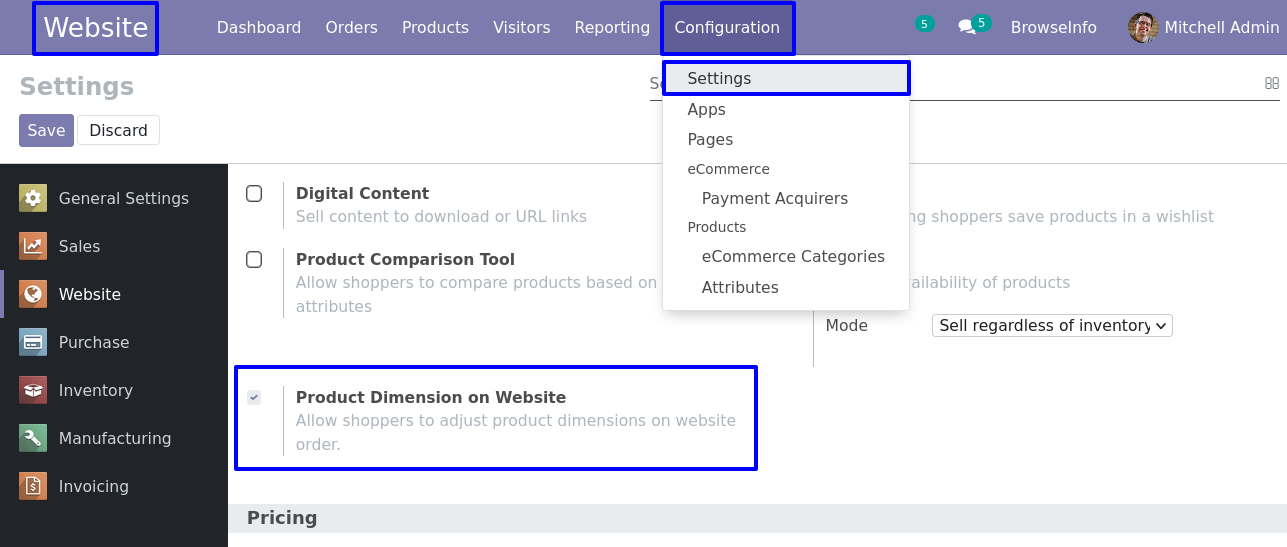 Website Dashboard Orders Products Visitors Reporting Configuration 5 5 BrowseInfo Mitchell Admin
Settings
Save Discard
Settings
Apps
Pages
eCommerce
Payment Acquirers
Products
eCommerce Categories
Attributes
General Settings
Sales
Website
Purchase
Inventory
Manufacturing
Invoicing
Digital Content
Sell content to download or URL links
shoppers save products in a wishlist
Product Comparison Tool
Allow shoppers to compare products based on
attributes
of products
Mode Sell regardless of inventory
Product Dimension on Website
Allow shoppers to adjust product dimensions on website
order.
Pricing